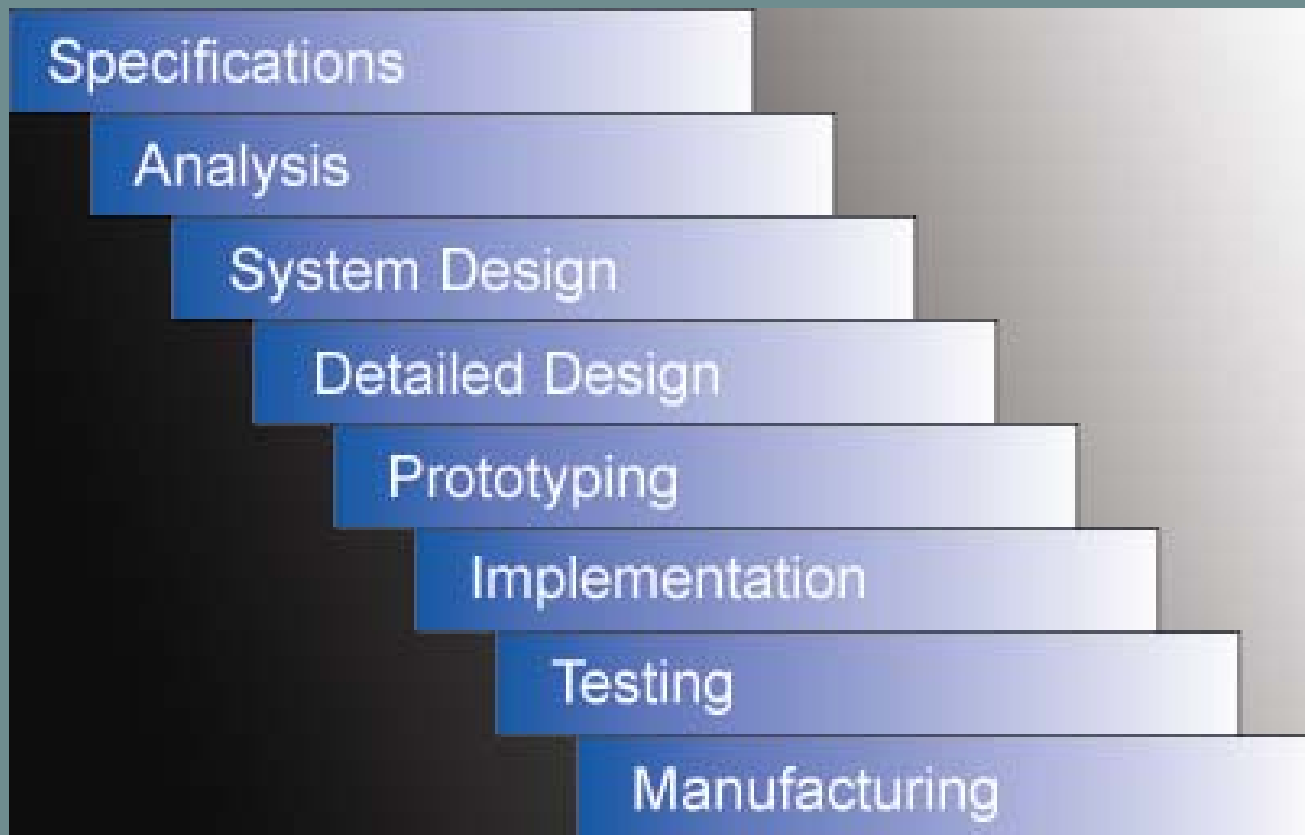 Specifications
Analysis
System Design
Detailed Design
Prototyping
Implementation
Testing
Manufacturing